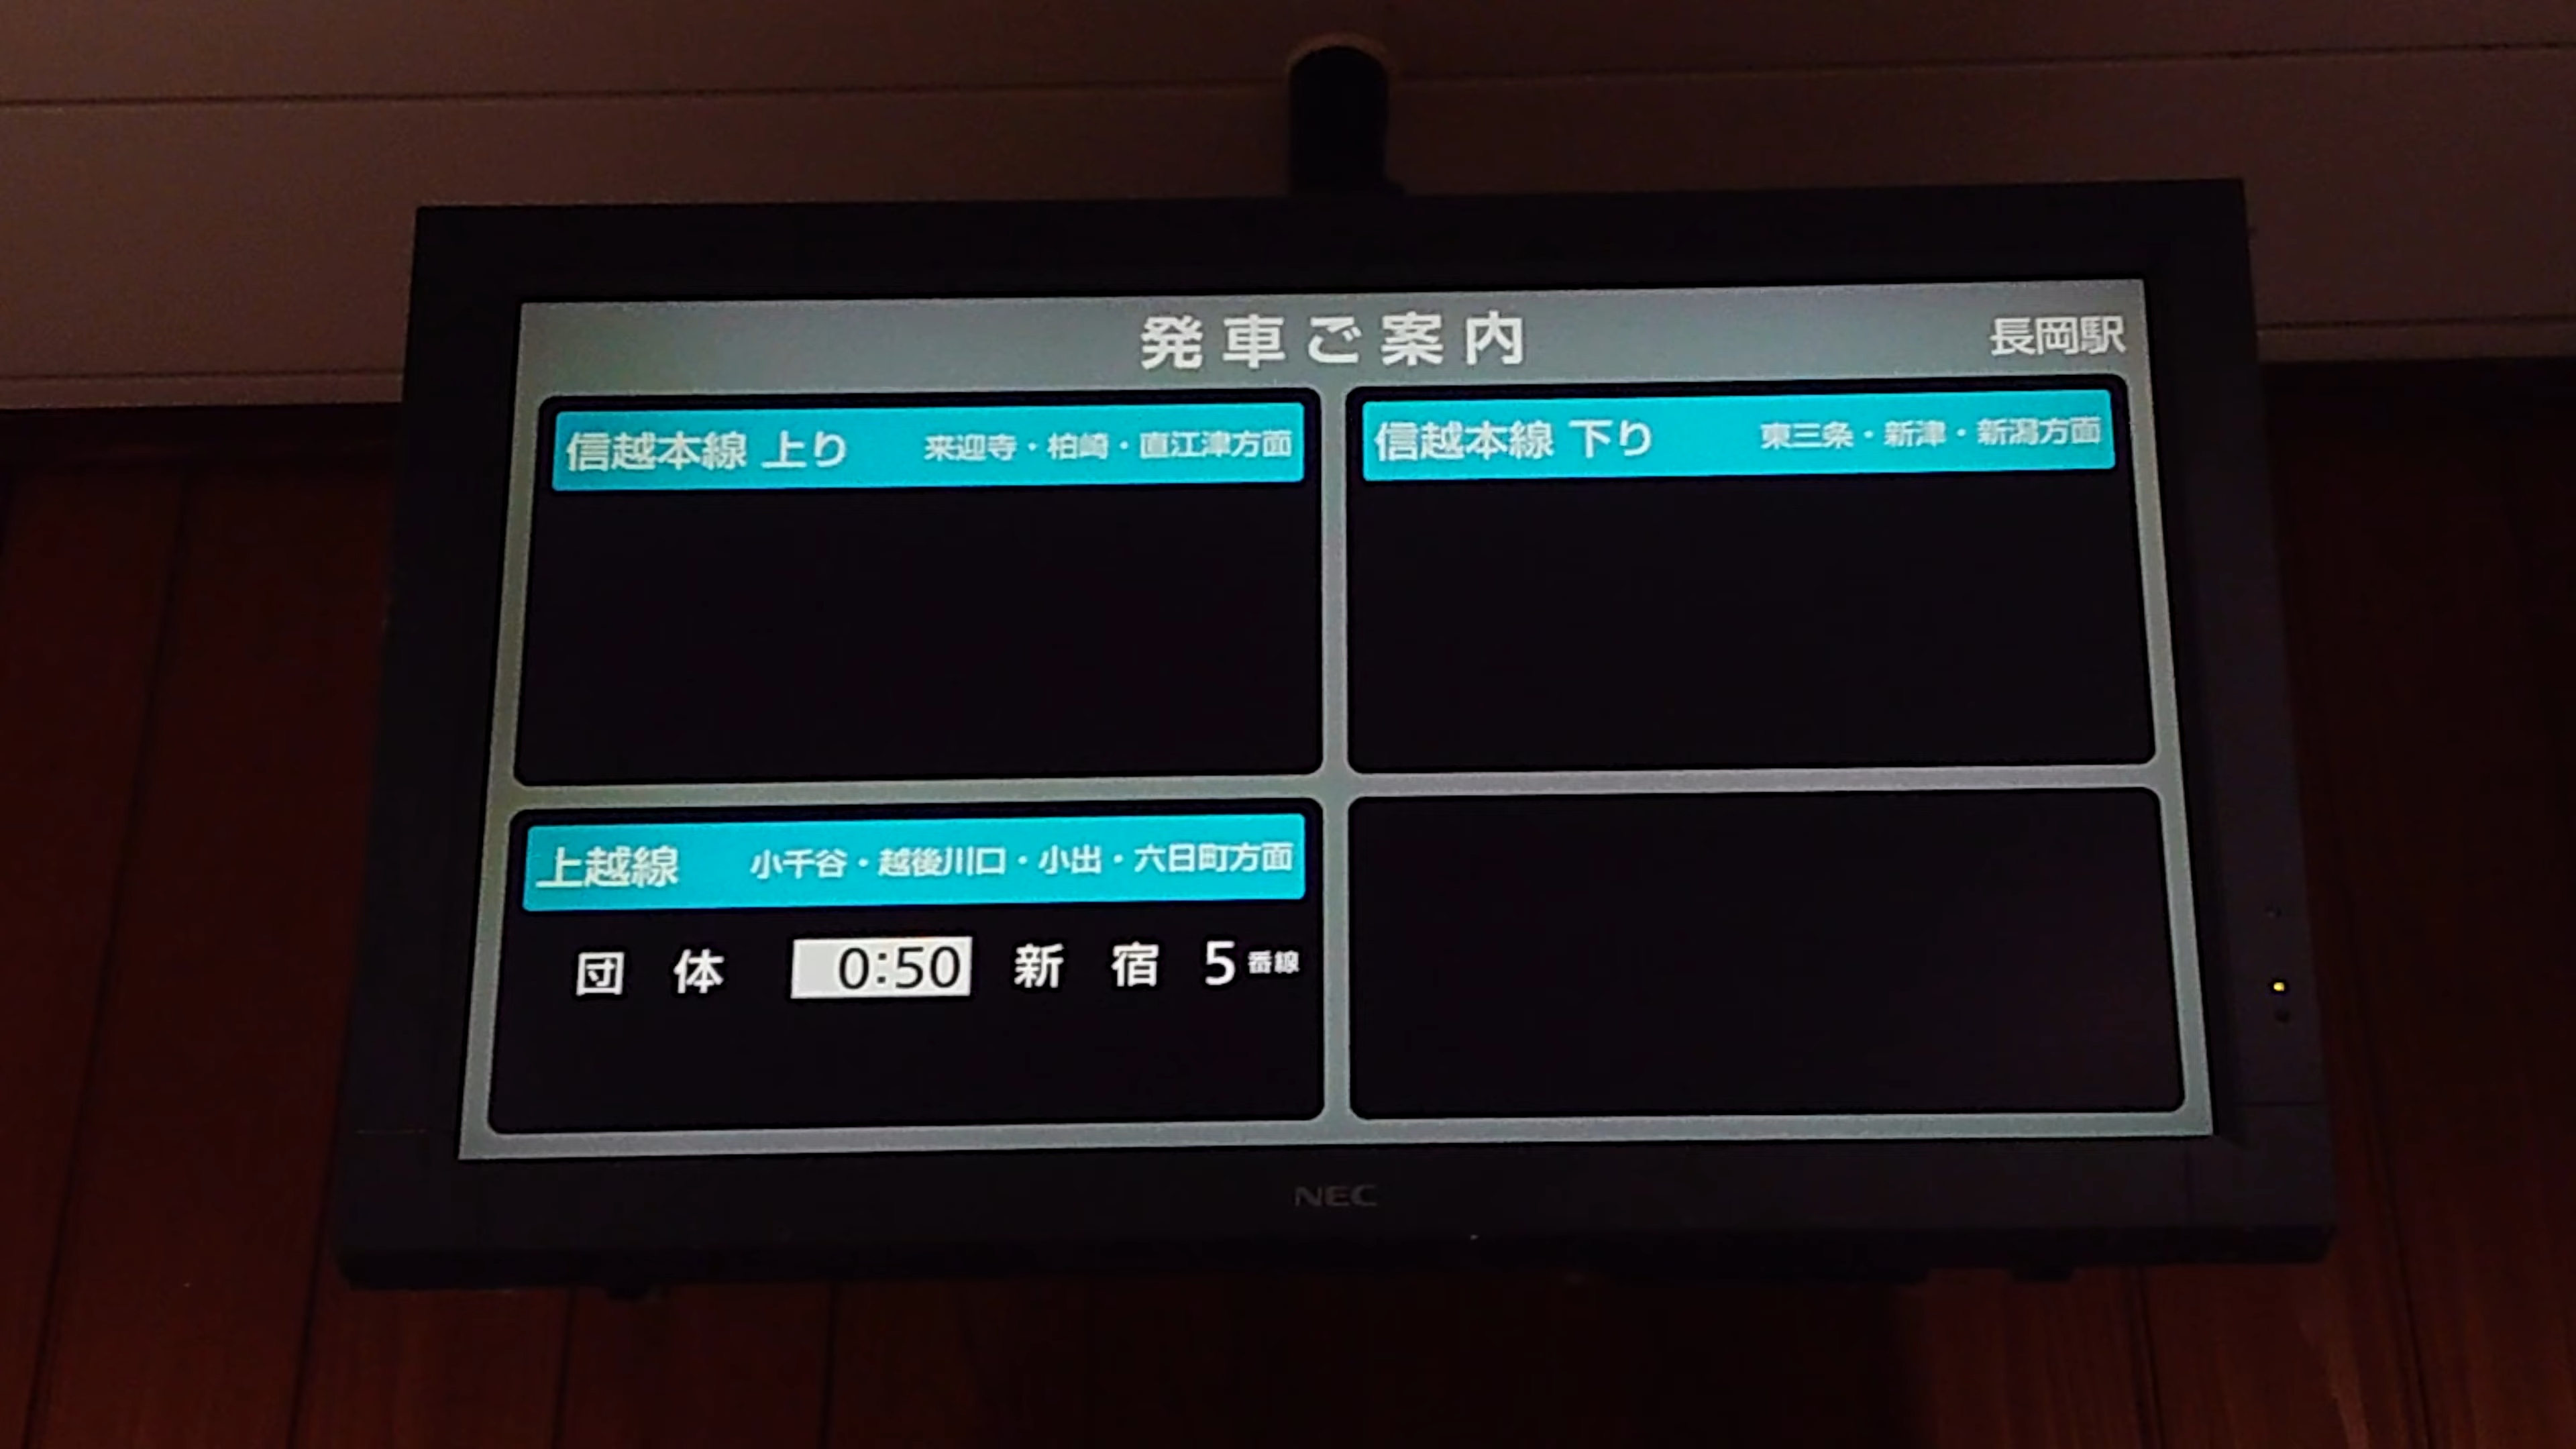 発車ご案内
長岡駅
信越本線 上り 来迎寺・柏崎・直江津方面
信越本線 下り 東三条・新津・新潟方面
上越線 小千谷・越後川口・小出・六日町方面
団体 0:50 新宿 5番線
NEC